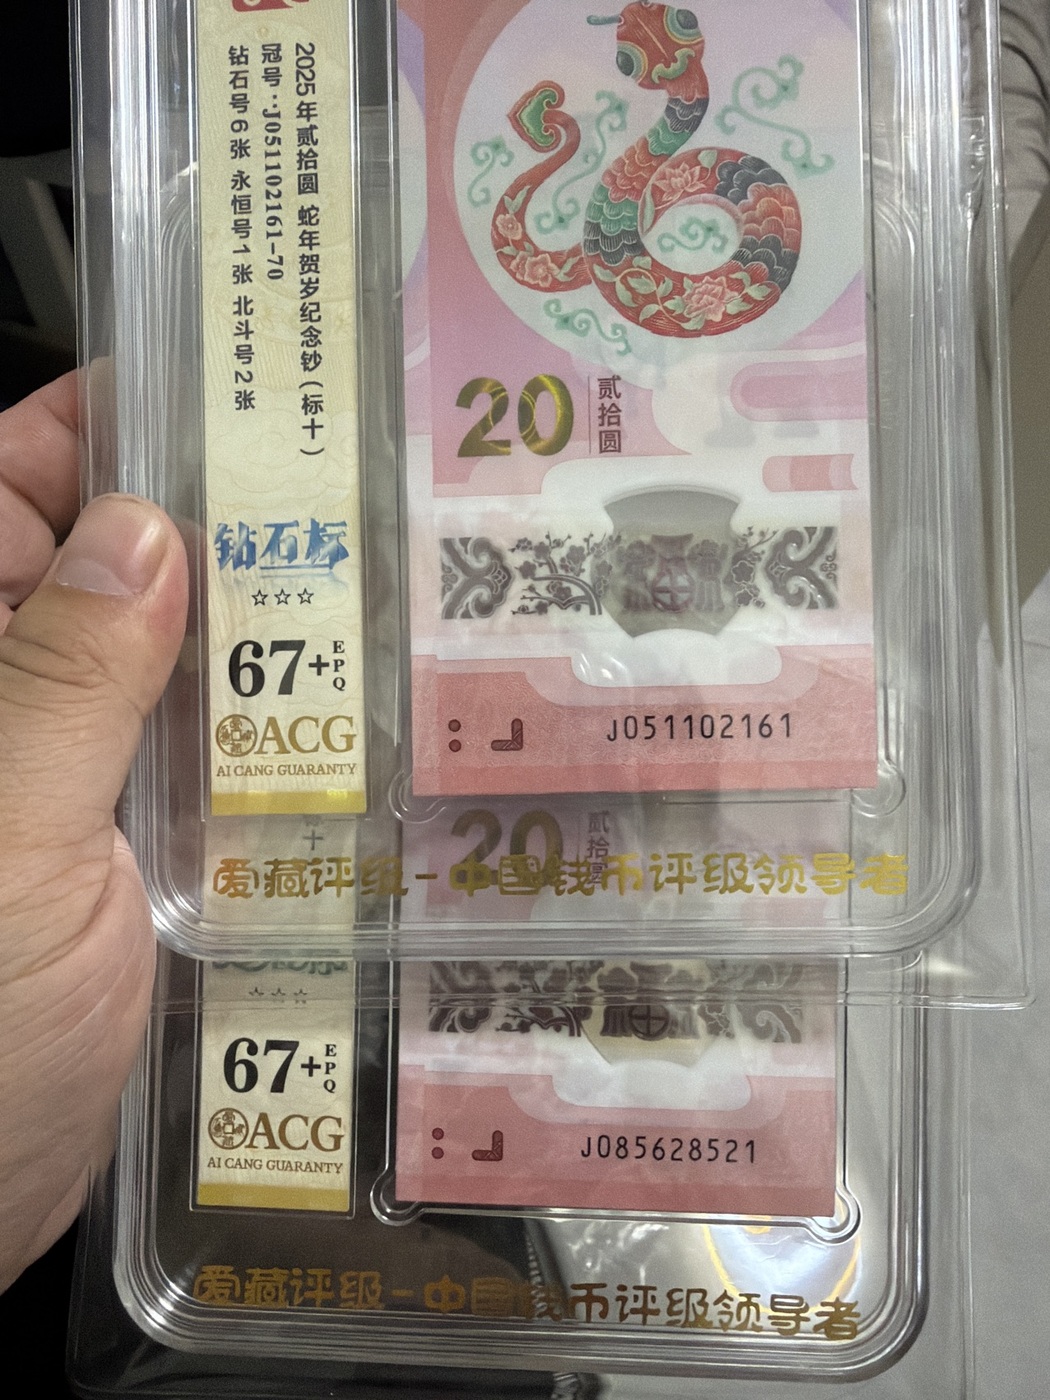 2025年贰拾圆 蛇年贺岁纪念钞（标十）
冠号：J051102161-70
钻石号6张 永恒号1张 北斗号2张
钻石标
☆☆☆
67+EPQ
ACG
AI CANG GUARANTY
20 贰拾圆
J051102161
爱藏评级-中国钱币评级领导者
20 贰拾圆
☆☆☆
67+EPQ
ACG
AI CANG GUARANTY
J085628521
爱藏评级-中国钱币评级领导者